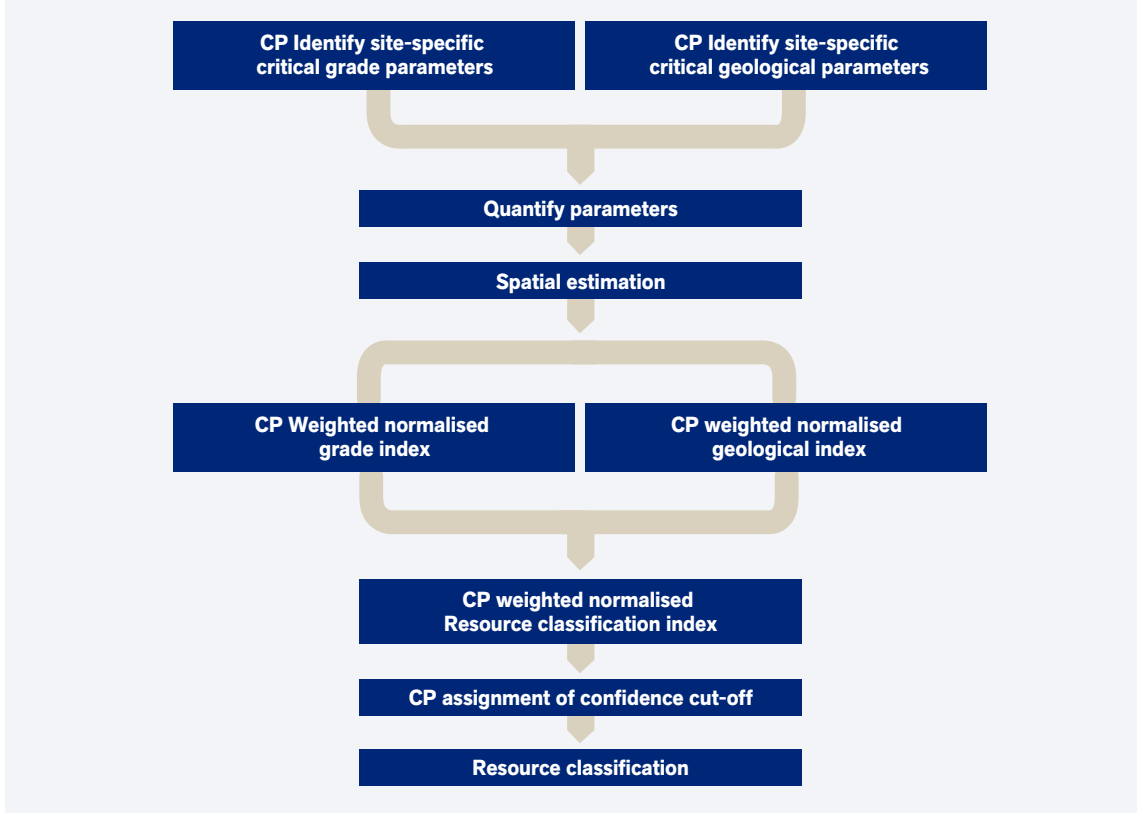 CP Identify site-specific
critical grade parameters
CP Identify site-specific
critical geological parameters
Quantify parameters
Spatial estimation
CP Weighted normalised
grade index
CP weighted normalised
geological index
CP weighted normalised
Resource classification index
CP assignment of confidence cut-off
Resource classification